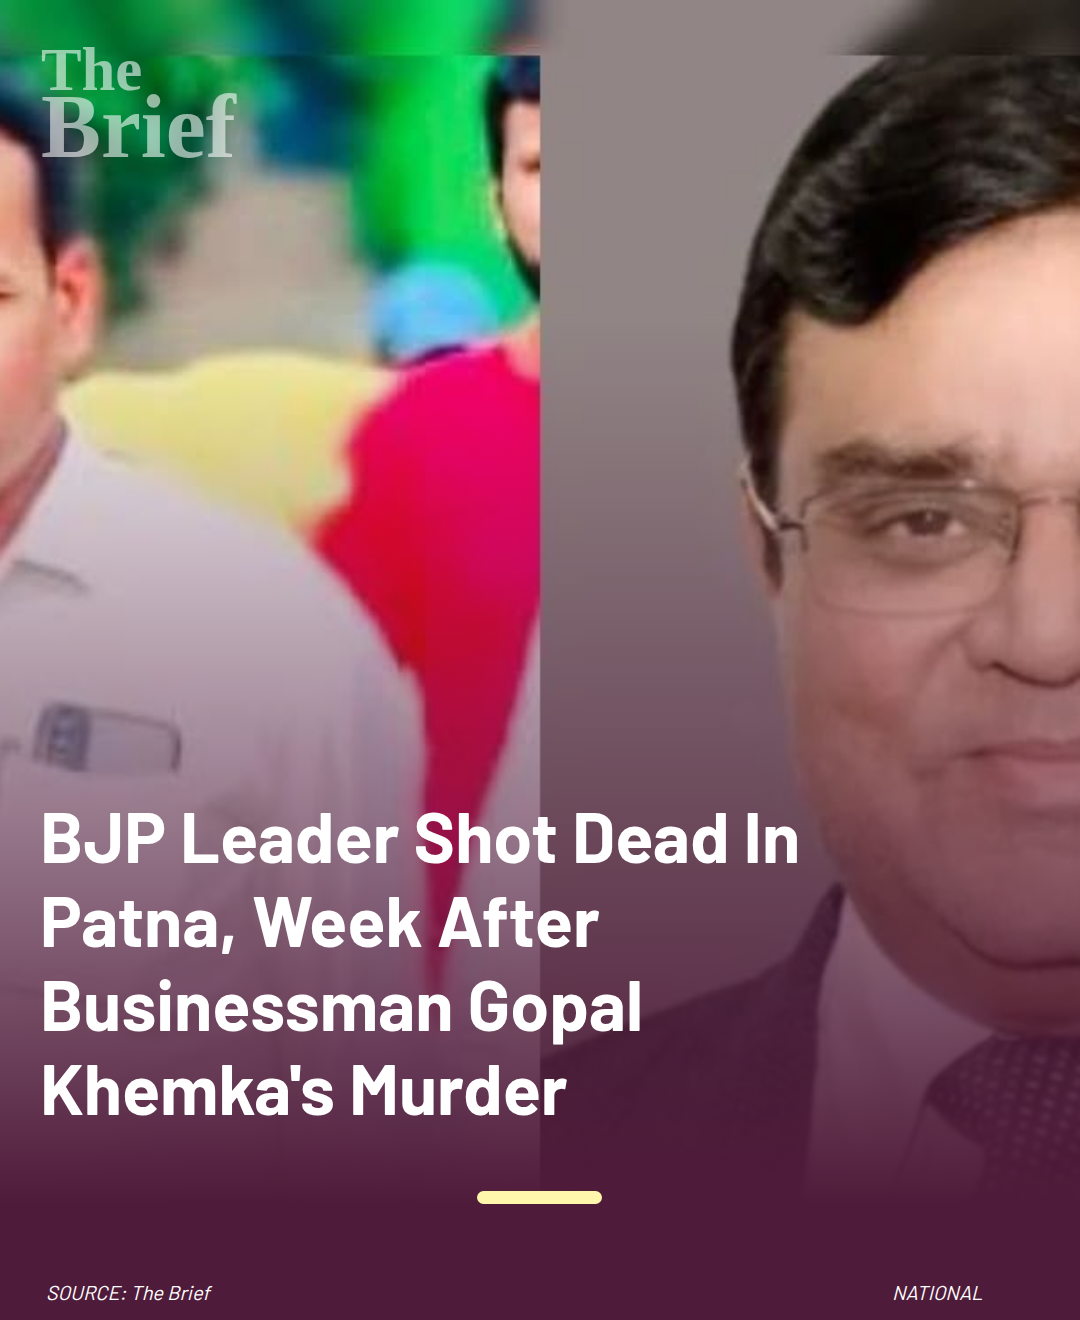 The
Brief
BJP Leader Shot Dead In
Patna, Week After
Businessman Gopal
Khemka's Murder
SOURCE: The Brief
NATIONAL